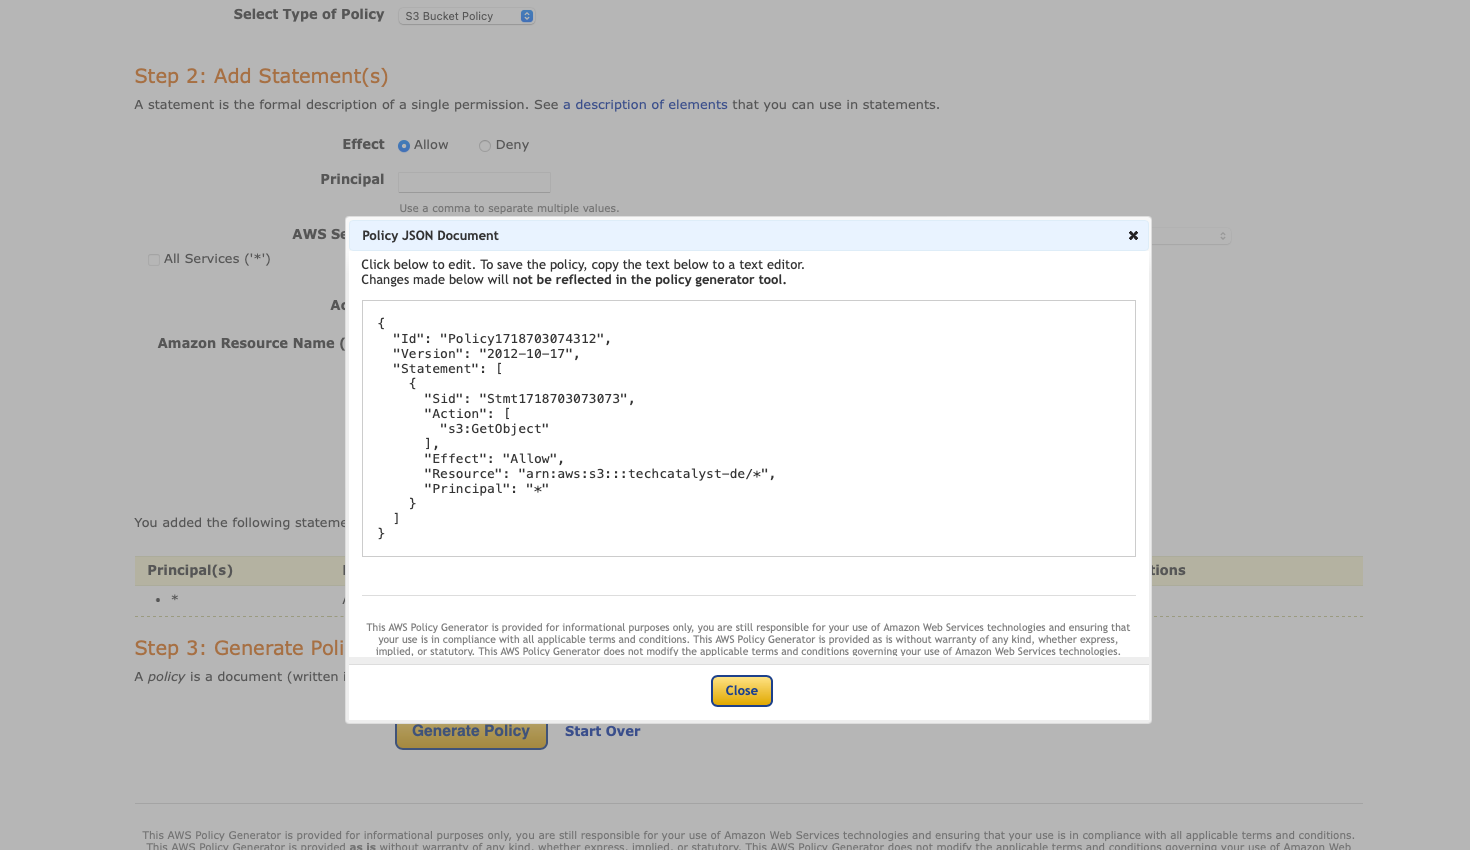 Select Type of Policy S3 Bucket Policy
Step 2: Add Statement(s)
A statement is the formal description of a single permission. See a description of elements that you can use in statements.
Effect Allow Deny
Principal
Use a comma to separate multiple values.
AWS Se
All Services ('*')
Ac
Amazon Resource Name (
You added the following stateme
Principal(s) tions
*
Step 3: Generate Poli
A policy is a document (written i
Generate Policy Start Over
Policy JSON Document
Click below to edit. To save the policy, copy the text below to a text editor.
Changes made below will not be reflected in the policy generator tool.
{
"Id": "Policy1718703074312",
"Version": "2012-10-17",
"Statement": [
{
"Sid": "Stmt1718703073073",
"Action": [
"s3:GetObject"
],
"Effect": "Allow",
"Resource": "arn:aws:s3:::techcatalyst-de/*",
"Principal": "*"
}
]
}
This AWS Policy Generator is provided for informational purposes only, you are still responsible for your use of Amazon Web Services technologies and ensuring that
your use is in compliance with all applicable terms and conditions. This AWS Policy Generator is provided as is without warranty of any kind, whether express,
implied, or statutory. This AWS Policy Generator does not modify the applicable terms and conditions governing your use of Amazon Web Services technologies.
Close
This AWS Policy Generator is provided for informational purposes only, you are still responsible for your use of Amazon Web Services technologies and ensuring that your use is in compliance with all applicable terms and conditions.
This AWS Policy Generator is provided as is without warranty of any kind, whether express, implied, or statutory. This AWS Policy Generator does not modify the applicable terms and conditions governing your use of Amazon Web